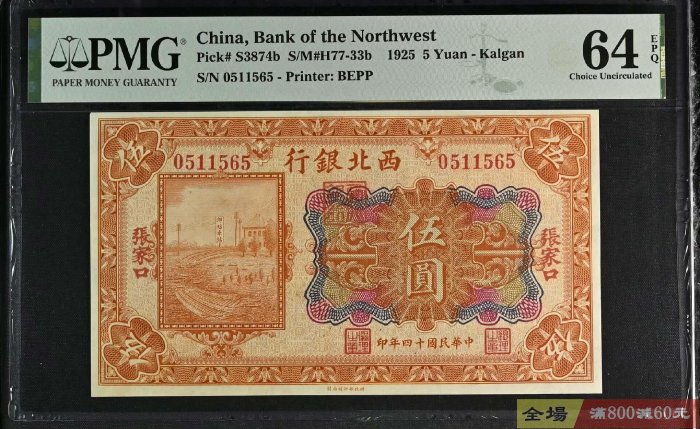 PMG
PAPER MONEY GUARANTY
China, Bank of the Northwest
Pick# S3874b S/M#H77-33b 1925 5 Yuan - Kalgan
S/N 0511565 - Printer: BEPP
64 EPQ
Choice Uncirculated
伍
伍
行銀北西
0511565
0511565
張家口
伍圓
張家口
印年四十國民華中
伍
伍
全場
滿800減60元